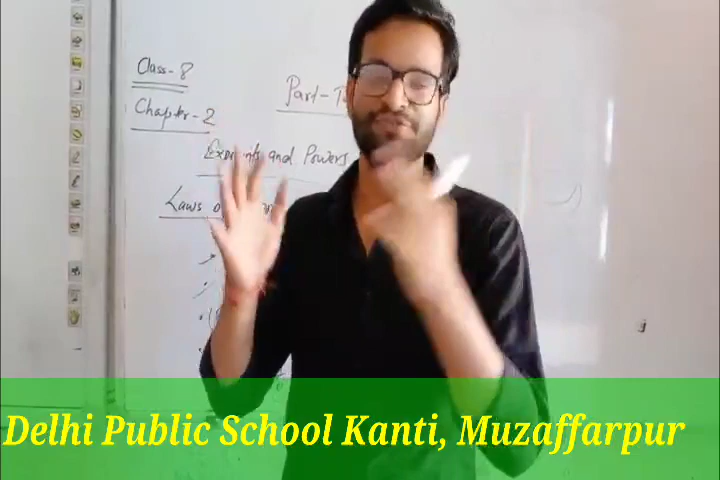 Class-8
Part-
Chapter-2
Exponents and Powers
Laws
Delhi Public School Kanti, Muzaffarpur